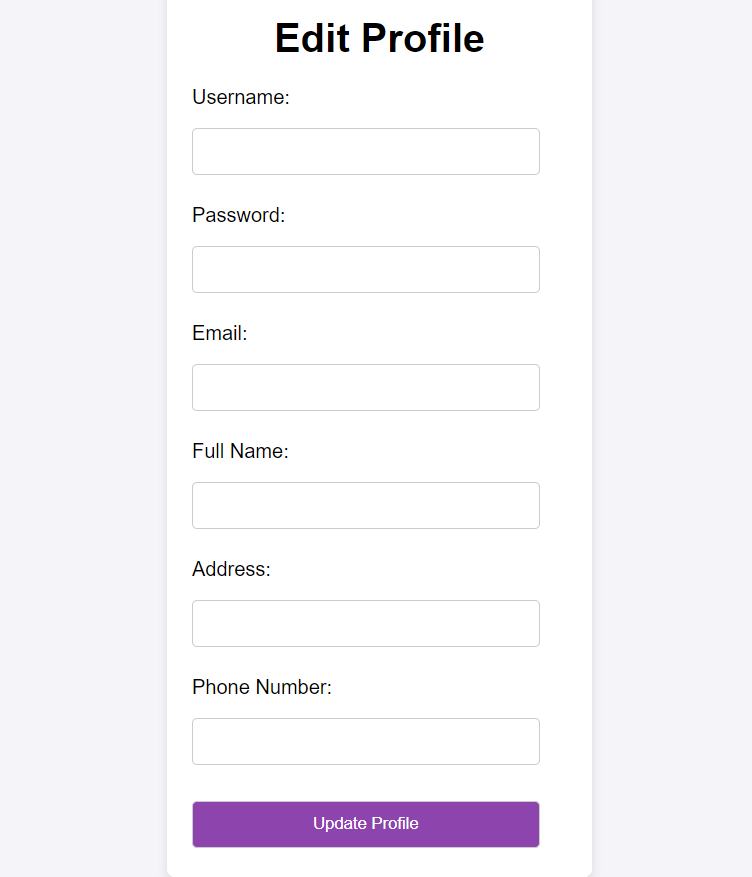 Edit Profile
Username:
Password:
Email:
Full Name:
Address:
Phone Number:
Update Profile